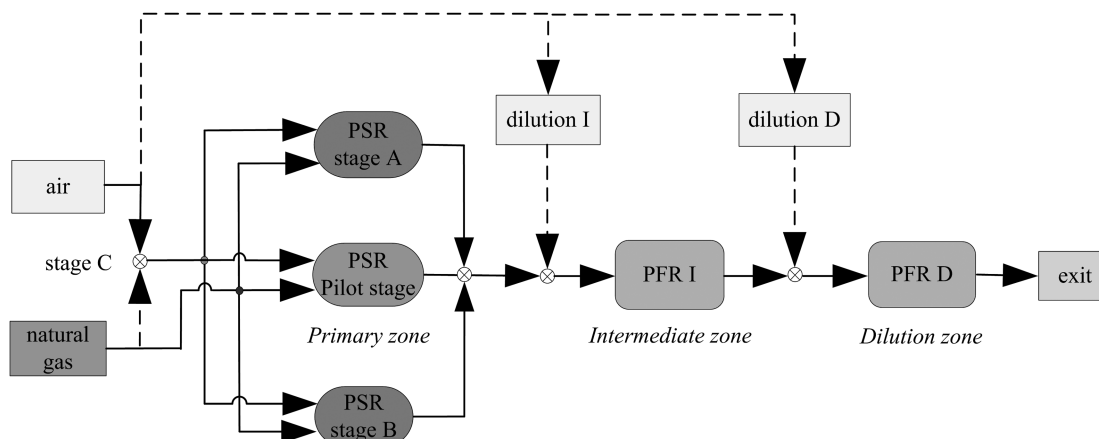 dilution I
dilution D
PSR
stage A
air
stage C
PSR
Pilot stage
PFR I
PFR D
exit
natural
gas
Primary zone
Intermediate zone
Dilution zone
PSR
stage B